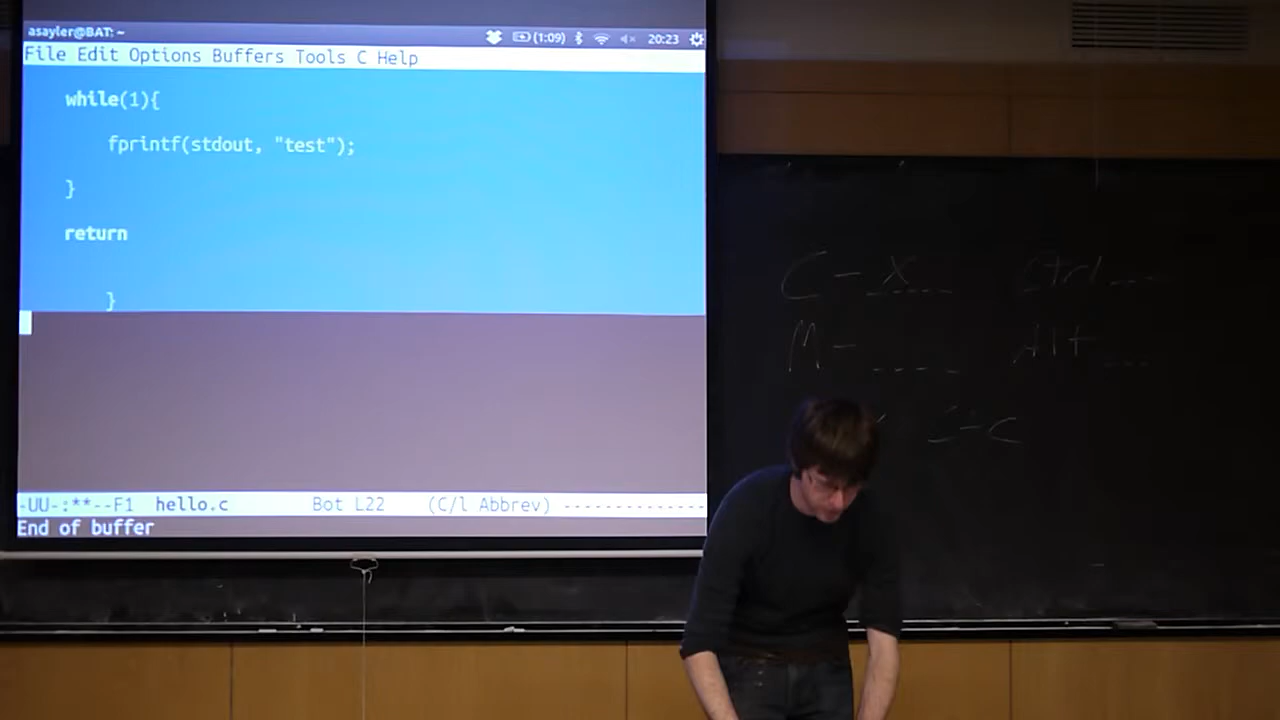 asayler@BAT: ~ (1:09) 20:23
File Edit Options Buffers Tools C Help
while(1){
fprintf(stdout, "test");
}
return
}
-UU-:**--F1 hello.c Bot L22 (C/l Abbrev) ----------------
End of buffer
C - X Ctrl
M - Alt
C